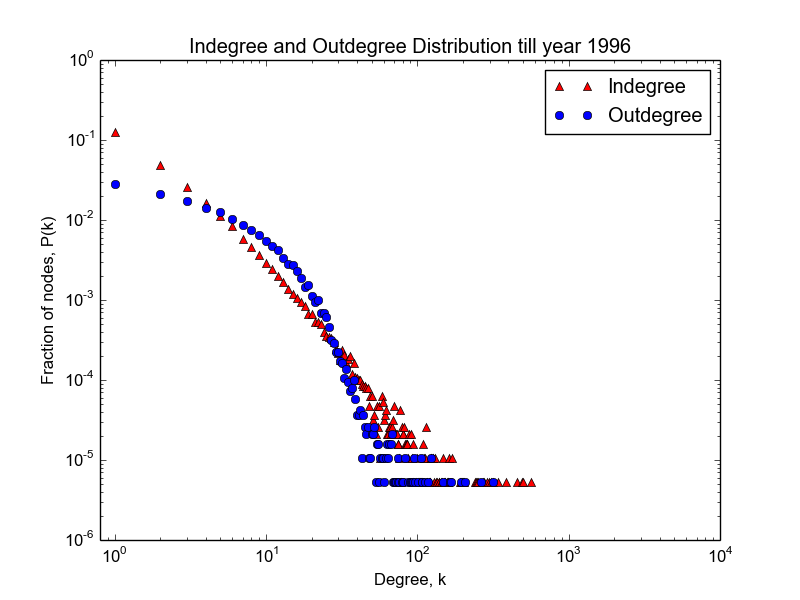 Indegree and Outdegree Distribution till year 1996
Indegree
Outdegree
Fraction of nodes, P(k)
10^0
10^-1
10^-2
10^-3
10^-4
10^-5
10^-6
10^0 10^1 10^2 10^3 10^4
Degree, k